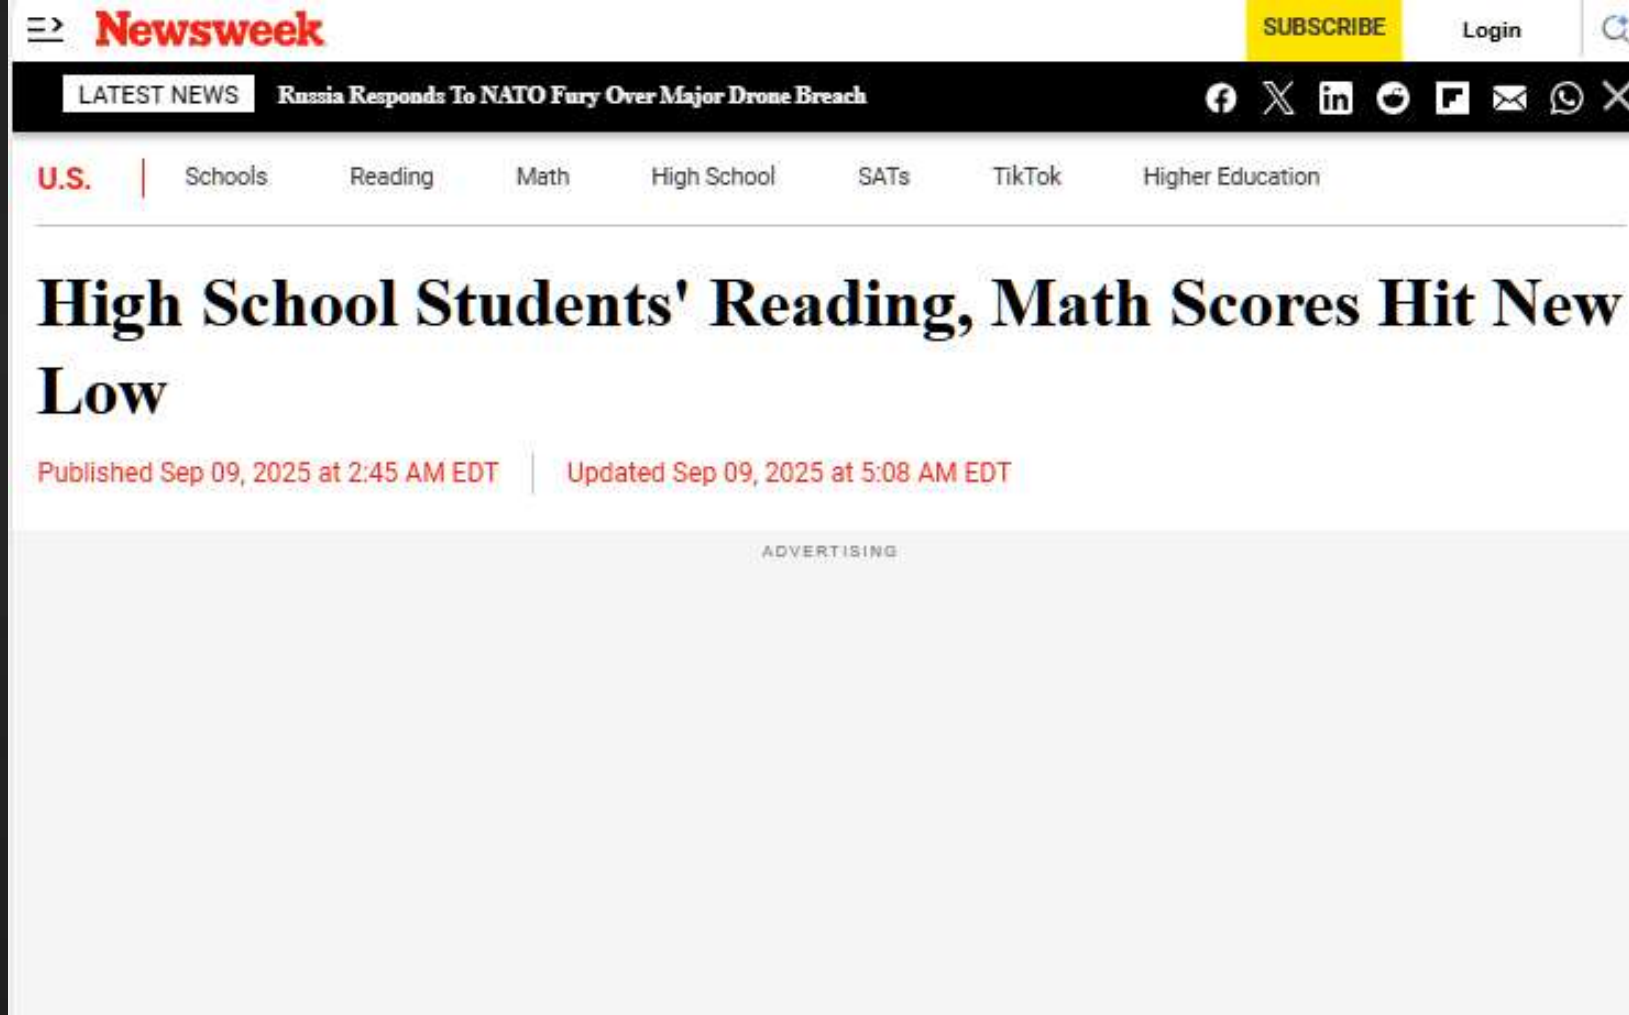 Newsweek
SUBSCRIBE
Login
LATEST NEWS
Russia Responds To NATO Fury Over Major Drone Breach
U.S.
Schools
Reading
Math
High School
SATs
TikTok
Higher Education
High School Students' Reading, Math Scores Hit New
Low
Published Sep 09, 2025 at 2:45 AM EDT
Updated Sep 09, 2025 at 5:08 AM EDT
ADVERTISING